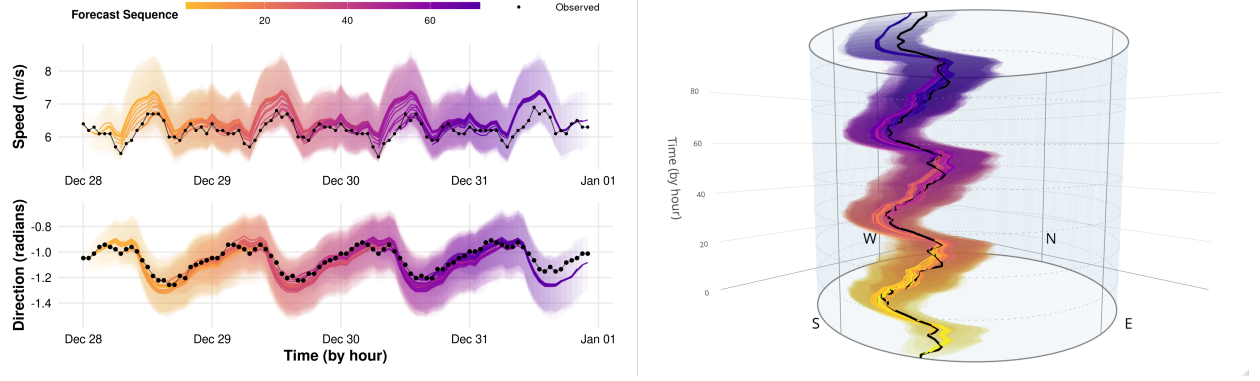 Forecast Sequence
20 40 60
Observed
Speed (m/s)
8
7
6
Dec 28 Dec 29 Dec 30 Dec 31 Jan 01
Direction (radians)
-0.8
-1.0
-1.2
-1.4
Dec 28 Dec 29 Dec 30 Dec 31 Jan 01
Time (by hour)
Time (by hour)
80
60
40
20
0
W N
S E